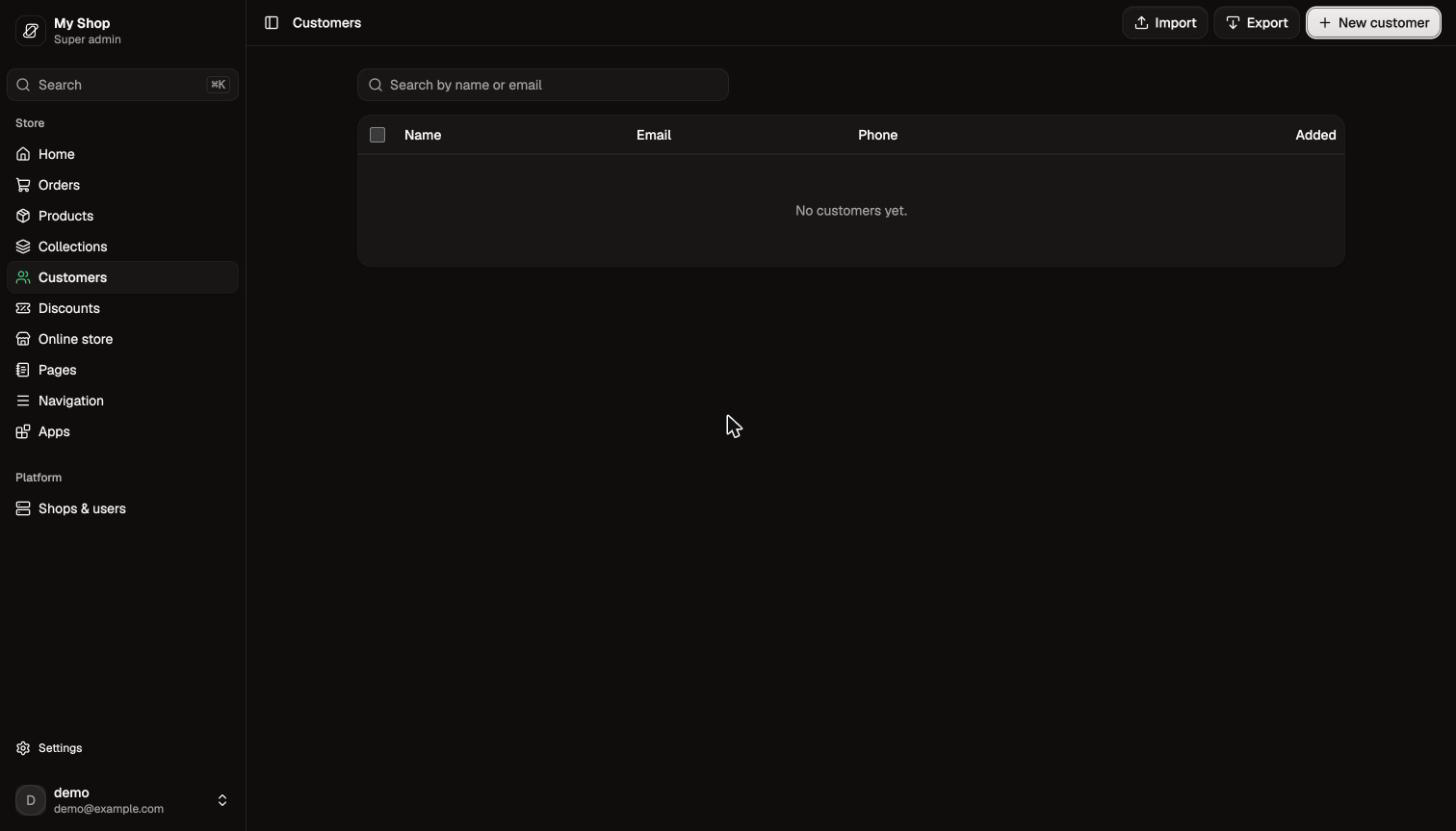 My Shop
Super admin
Search ⌘K
Store
Home
Orders
Products
Collections
Customers
Discounts
Online store
Pages
Navigation
Apps
Platform
Shops & users
Settings
D
demo
demo@example.com
Customers
Import
Export
New customer
Search by name or email
Name Email Phone Added
No customers yet.